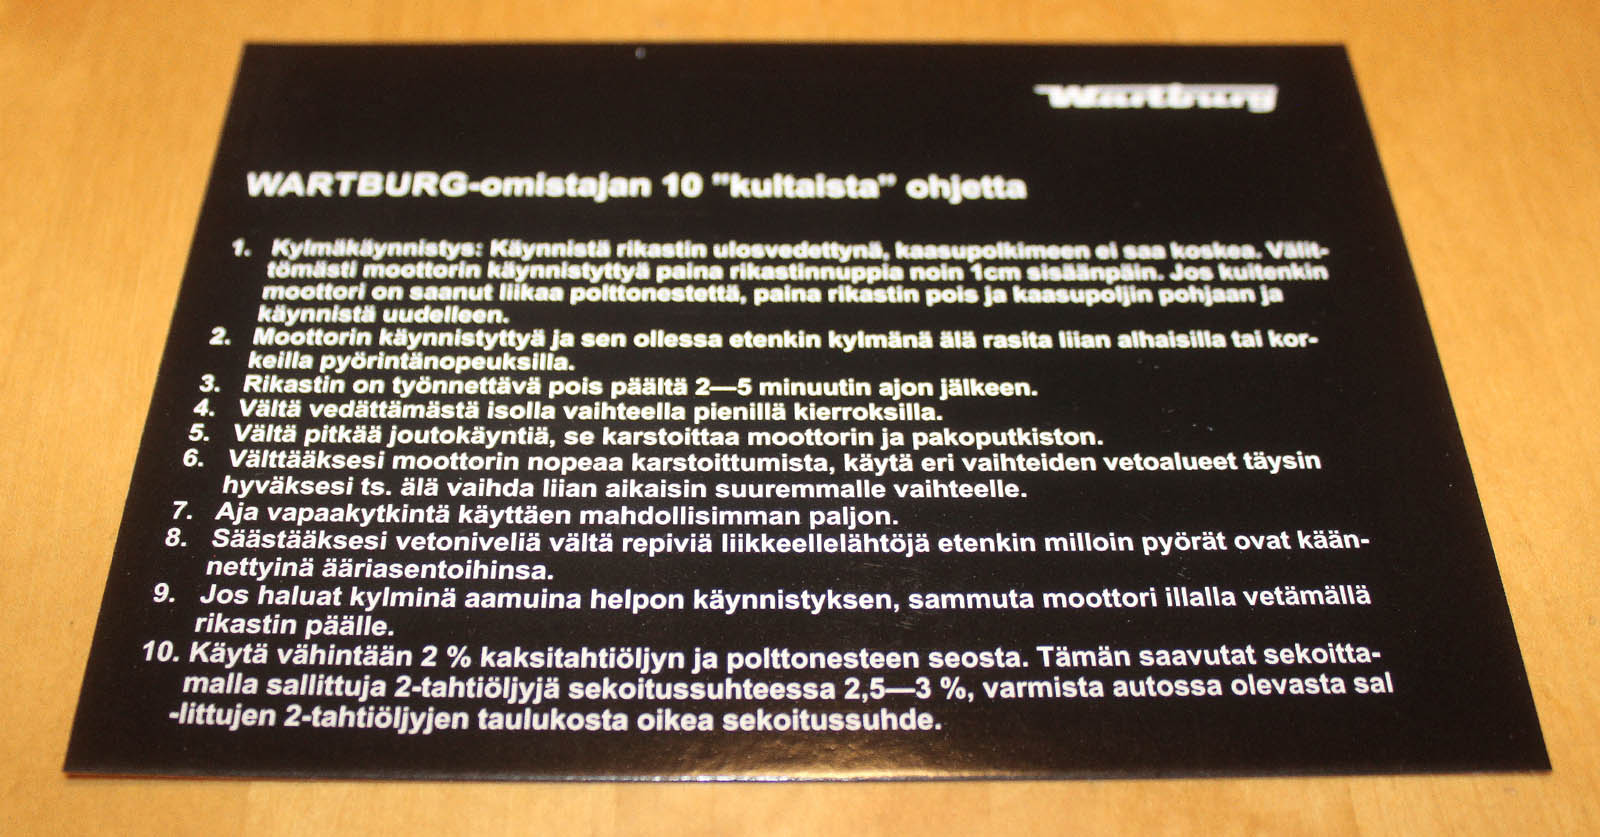 Wartburg
WARTBURG-omistajan 10 "kultaista" ohjetta
1. Kylmäkäynnistys: Käynnistä rikastin ulosvedettynä, kaasupolkimeen ei saa koskea. Välit-
tömästi moottorin käynnistyttyä paina rikastinnuppia noin 1cm sisäänpäin. Jos kuitenkin
moottori on saanut liikaa polttonestettä, paina rikastin pois ja kaasupoljin pohjaan ja
käynnistä uudelleen.
2. Moottorin käynnistyttyä ja sen ollessa etenkin kylmänä älä rasita liian alhaisilla tai kor-
keilla pyörintänopeuksilla.
3. Rikastin on työnnettävä pois päältä 2—5 minuutin ajon jälkeen.
4. Vältä vedättämästä isolla vaihteella pienillä kierroksilla.
5. Vältä pitkää joutokäyntiä, se karstoittaa moottorin ja pakoputkiston.
6. Välttääksesi moottorin nopeaa karstoittumista, käytä eri vaihteiden vetoalueet täysin
hyväksesi ts. älä vaihda liian aikaisin suuremmalle vaihteelle.
7. Aja vapaakytkintä käyttäen mahdollisimman paljon.
8. Säästääksesi vetoniveliä vältä repiviä liikkeellelähtöjä etenkin milloin pyörät ovat kään-
nettyinä ääriasentoihinsa.
9. Jos haluat kylminä aamuina helpon käynnistyksen, sammuta moottori illalla vetämällä
rikastin päälle.
10. Käytä vähintään 2 % kaksitahtiöljyn ja polttonesteen seosta. Tämän saavutat sekoitta-
malla sallittuja 2-tahtiöljyjä sekoitussuhteessa 2,5—3 %, varmista autossa olevasta sal
-littujen 2-tahtiöljyjen taulukosta oikea sekoitussuhde.